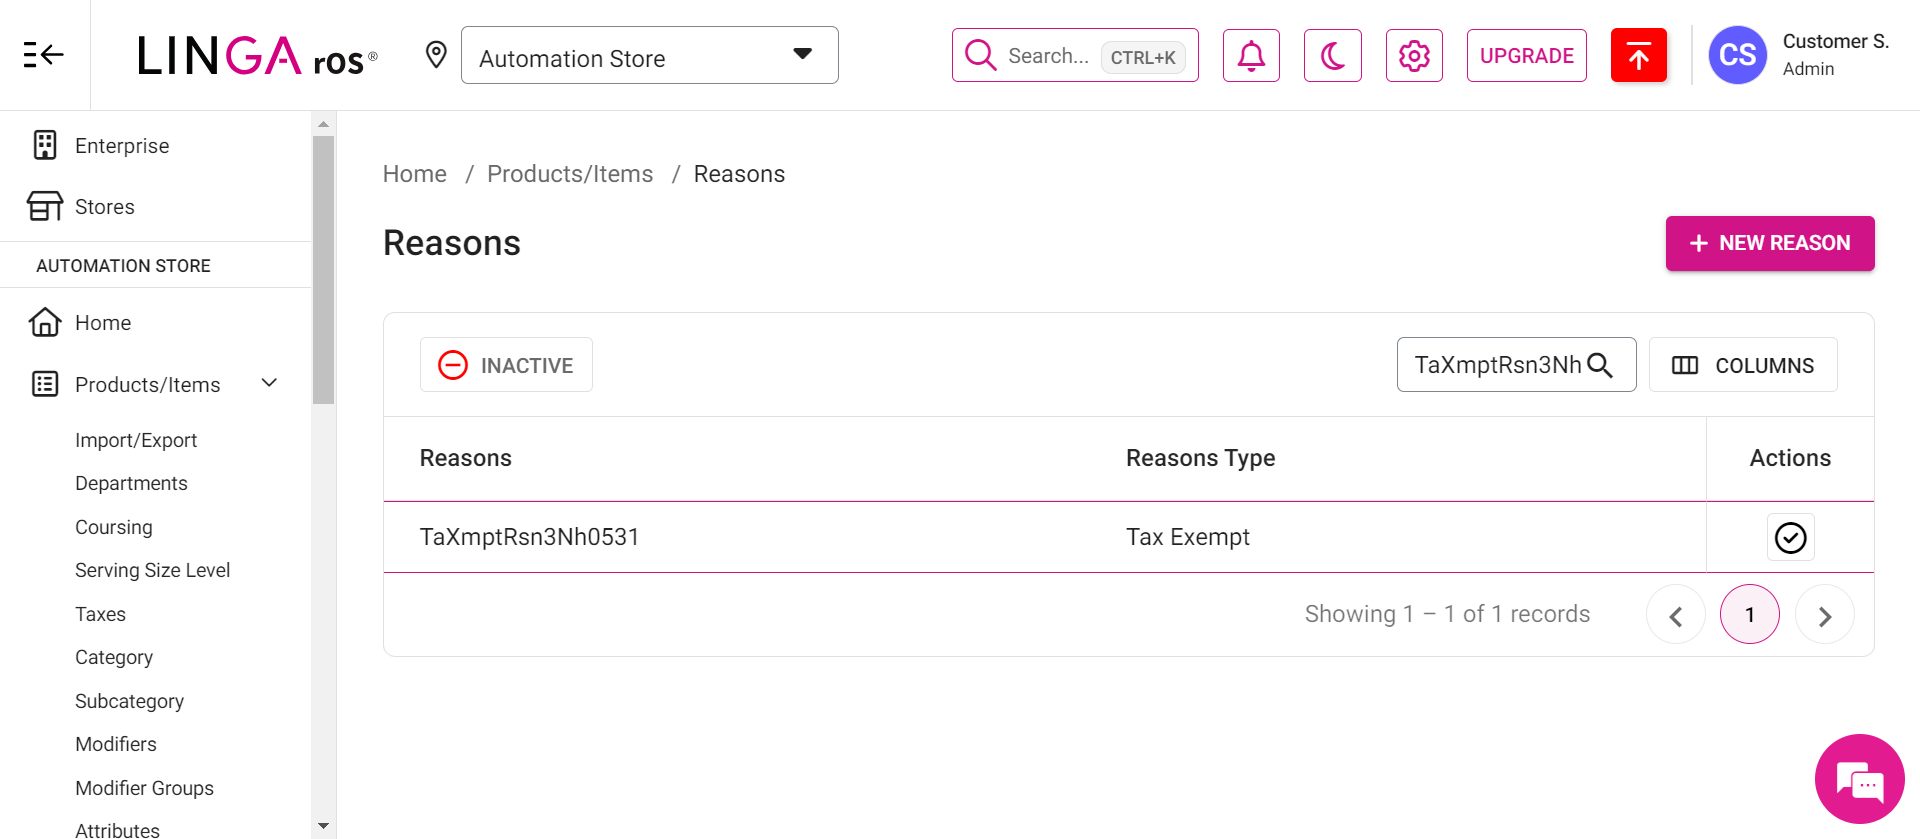 LINGA ros®
Automation Store
Search... CTRL+K
UPGRADE
CS
Customer S.
Admin
Enterprise
Stores
AUTOMATION STORE
Home
Products/Items
Import/Export
Departments
Coursing
Serving Size Level
Taxes
Category
Subcategory
Modifiers
Modifier Groups
Attributes
Home / Products/Items / Reasons
Reasons
+ NEW REASON
INACTIVE
TaXmptRsn3Nh
COLUMNS
Reasons Reasons Type Actions
TaXmptRsn3Nh0531 Tax Exempt
Showing 1 – 1 of 1 records
1